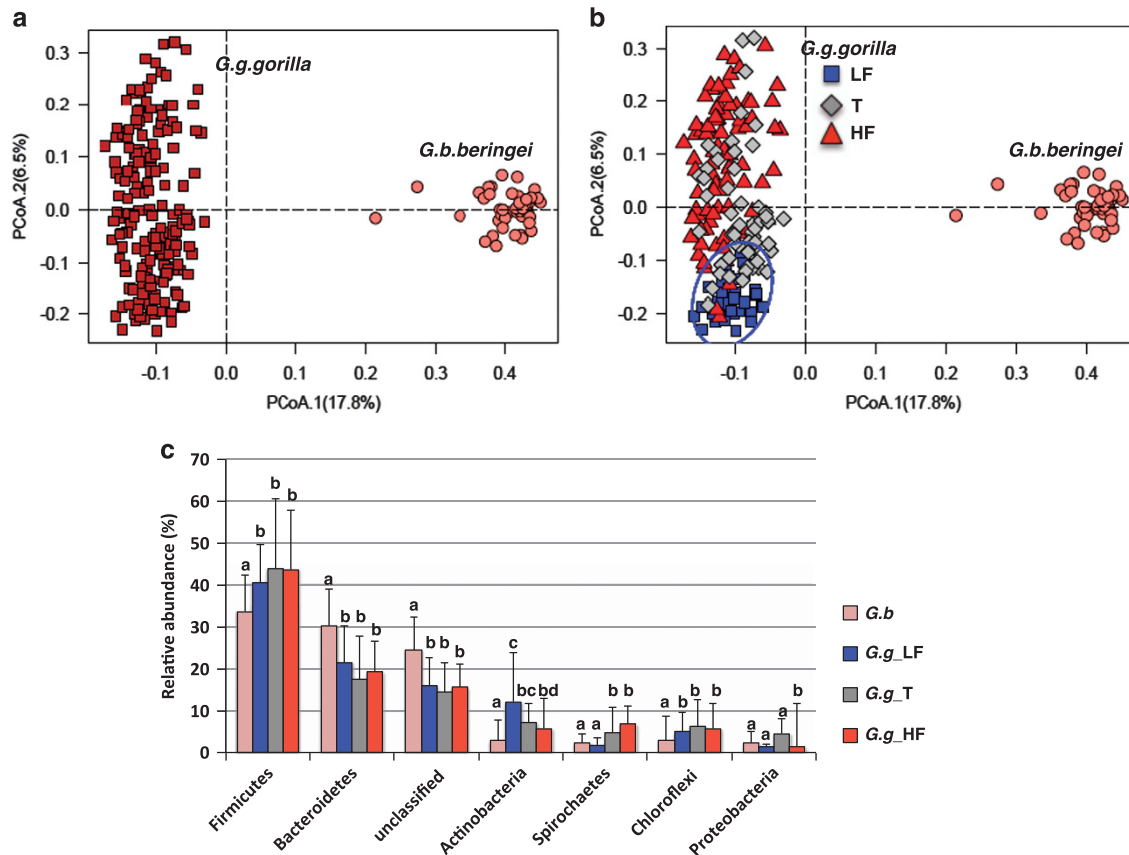 a
G.g.gorilla
G.b.beringei
PCoA.2(6.5%)
0.3
0.2
0.1
0.0
-0.1
-0.2
-0.1 0.0 0.1 0.2 0.3 0.4
PCoA.1(17.8%)
b
G.g.gorilla
LF
T
HF
G.b.beringei
PCoA.2(6.5%)
0.3
0.2
0.1
0.0
-0.1
-0.2
-0.1 0.0 0.1 0.2 0.3 0.4
PCoA.1(17.8%)
c
Relative abundance (%)
70
60
50
40
30
20
10
0
a b b b
a b b b
a b b b
a c bc bd
a a b b
a b b b
a a a b
Firmicutes
Bacteroidetes
unclassified
Actinobacteria
Spirochaetes
Chloroflexi
Proteobacteria
G.b
G.g_LF
G.g_T
G.g_HF